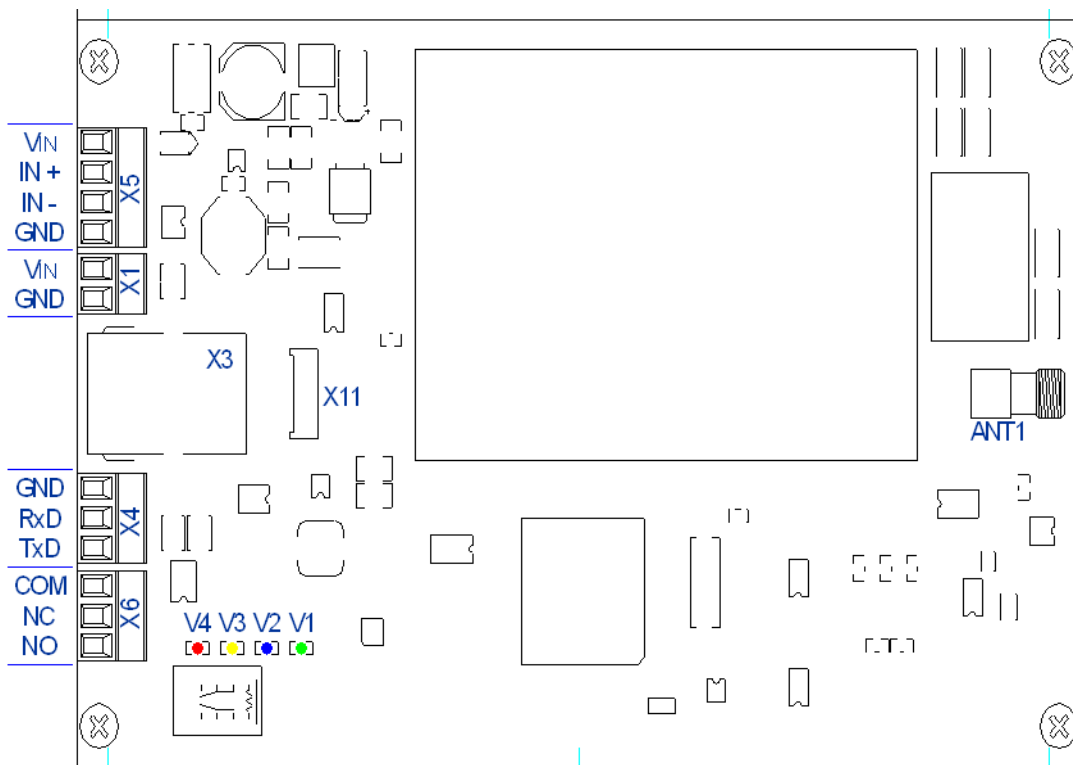 VIN
IN +
IN -
GND
X5
VIN
GND
X1
X3
X11
ANT1
GND
RxD
TxD
X4
COM
NC
NO
X6
V4 V3 V2 V1